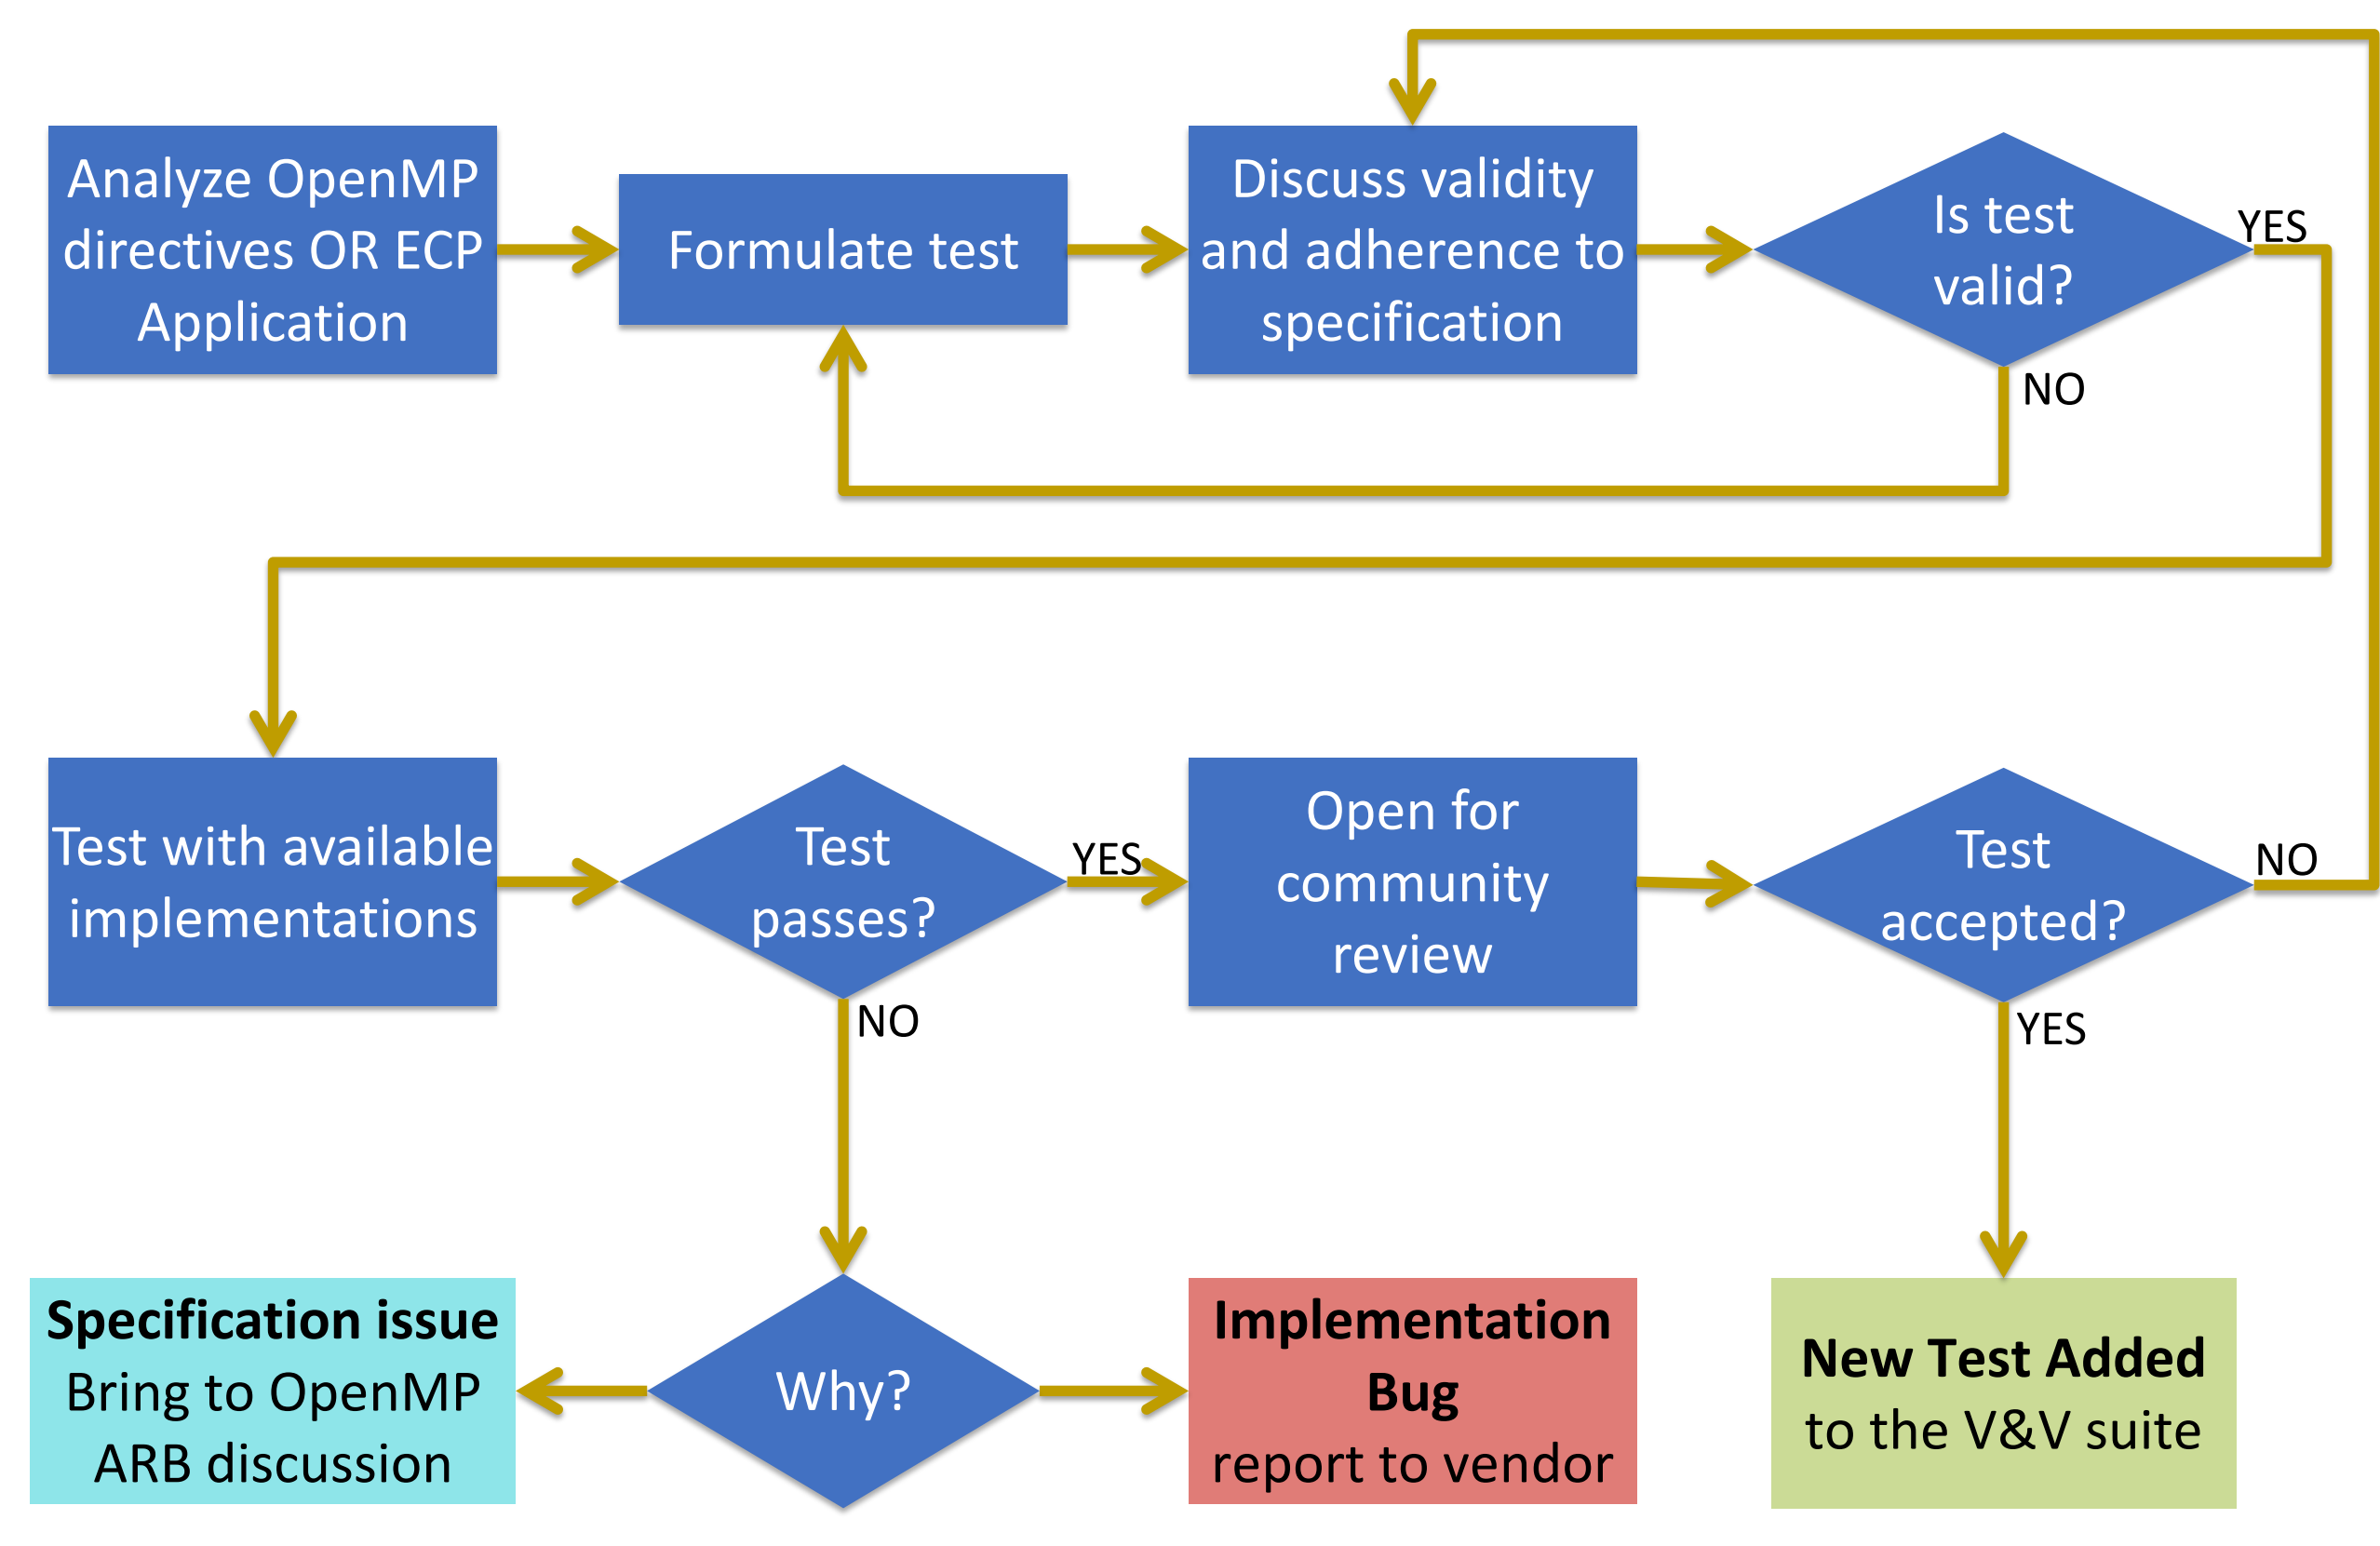 Analyze OpenMP
directives OR ECP
Application
Formulate test
Discuss validity
and adherence to
specification
Is test
valid?
YES
NO
Test with available
implementations
Test
passes?
YES
NO
Open for
community
review
Test
accepted?
NO
YES
Specification issue
Bring to OpenMP
ARB discussion
Why?
Implementation
Bug
report to vendor
New Test Added
to the V&V suite